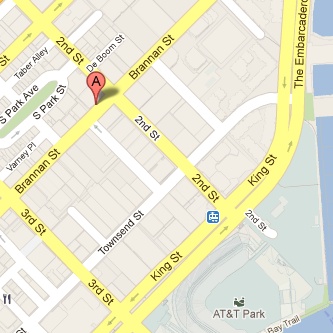 2nd St
De Boom St
Taber Alley
Brannan St
The Embarcadero
S Park Ave
S Park St
A
2nd St
Varney Pl
Brannan St
King St
2nd St
3rd St
Townsend St
2nd St
King St
3rd St
AT&T Park
Ray Trail